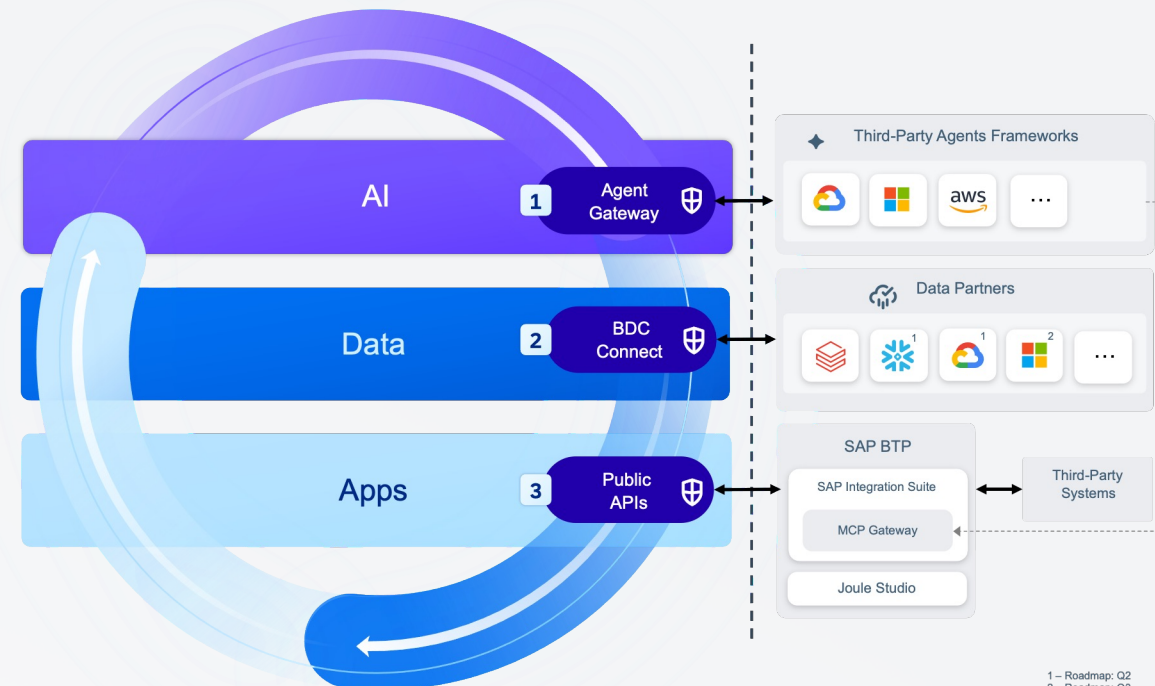 Third-Party Agents Frameworks
AI
1
Agent
Gateway
aws
...
Data Partners
Data
2
BDC
Connect
1
1
2
...
SAP BTP
Apps
3
Public
APIs
SAP Integration Suite
MCP Gateway
Joule Studio
Third-Party
Systems
1 – Roadmap: Q2